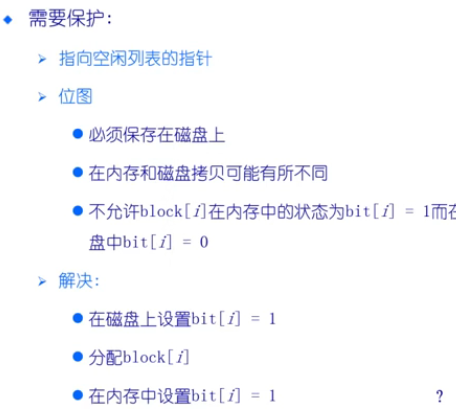 需要保护:
指向空闲列表的指针
位图
必须保存在磁盘上
在内存和磁盘拷贝可能有所不同
不允许block[i]在内存中的状态为bit[i] = 1而在
盘中bit[i] = 0
解决:
在磁盘上设置bit[i] = 1
分配block[i]
在内存中设置bit[i] = 1 ?